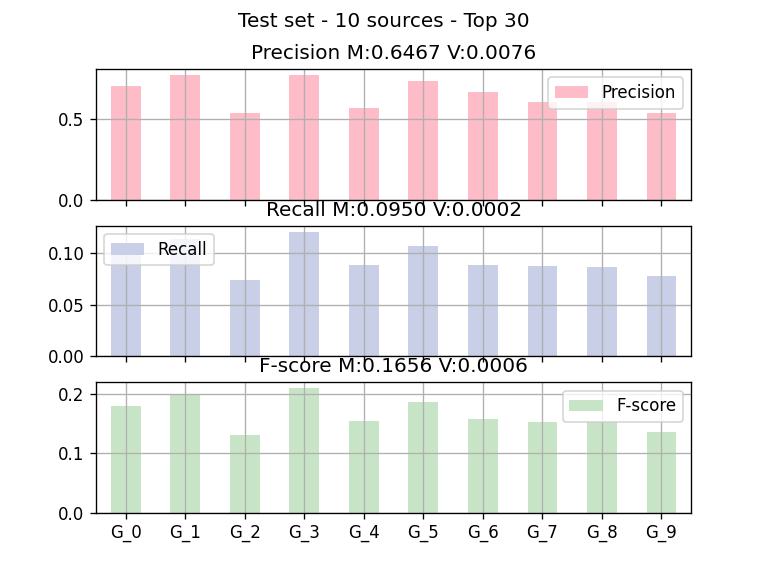 Test set - 10 sources - Top 30
Precision M:0.6467 V:0.0076
Precision
0.5
0.0
Recall M:0.0950 V:0.0002
Recall
0.10
0.05
0.00
F-score M:0.1656 V:0.0006
F-score
0.2
0.1
0.0
G_0 G_1 G_2 G_3 G_4 G_5 G_6 G_7 G_8 G_9